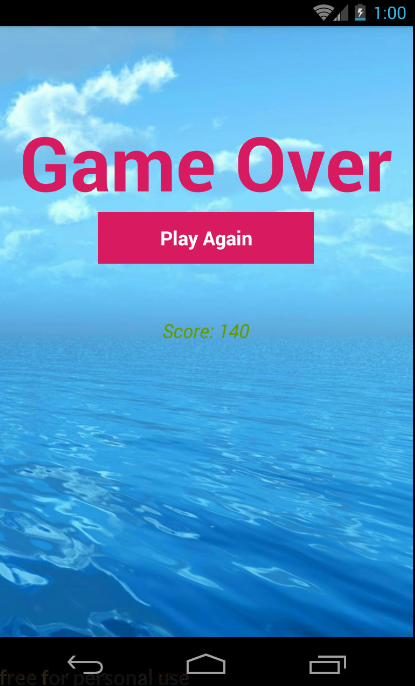 1:00
Game Over
Play Again
Score: 140
free for personal use